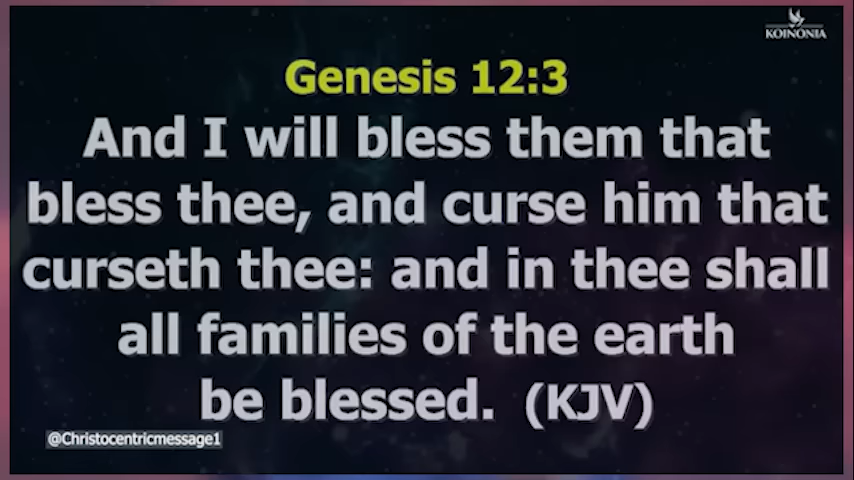 KOINONIA
Genesis 12:3
And I will bless them that
bless thee, and curse him that
curseth thee: and in thee shall
all families of the earth
be blessed. (KJV)
@Christocentricmessage1